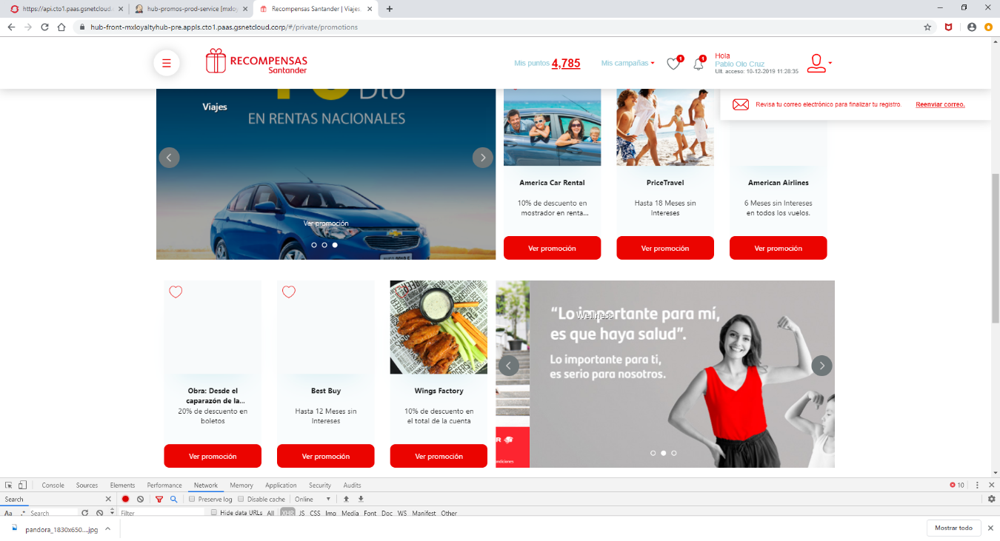 https://api.cto1.paas.gsnetcloud.
hub-promos-prod-service [mxloy
Recompensas Santander | Viajes,
hub-front-mxloyaltyhub-pre.appls.cto1.paas.gsnetcloud.corp/#/private/promotions
RECOMPENSAS
Santander
Mis puntos 4,785
Mis campañas
1
1
Hola
Pablo Olo Cruz
Ult. acceso: 10-12-2019 11:28:35
Revisa tu correo electrónico para finalizar tu registro.
Reenviar correo.
Viajes
Dto
EN RENTAS NACIONALES
Ver promoción
America Car Rental
10% de descuento en
mostrador en renta...
Ver promoción
PriceTravel
Hasta 18 Meses sin
Intereses
Ver promoción
American Airlines
6 Meses sin Intereses
en todos los vuelos.
Ver promoción
Obra: Desde el
caparazón de la...
20% de descuento en
boletos
Ver promoción
Best Buy
Hasta 12 Meses sin
Intereses
Ver promoción
Wings Factory
10% de descuento en
el total de la cuenta
Ver promoción
Wellness
“Lo importante para mí,
es que haya salud”.
Lo importante para ti,
es serio para nosotros.
Console Sources Elements Performance Network Memory Application Security Audits
10
Search
Preserve log Disable cache Online
Aa .* Search
Filter Hide data URLs All XHR JS CSS Img Media Font Doc WS Manifest Other
pandora_1830x650....jpg
Mostrar todo